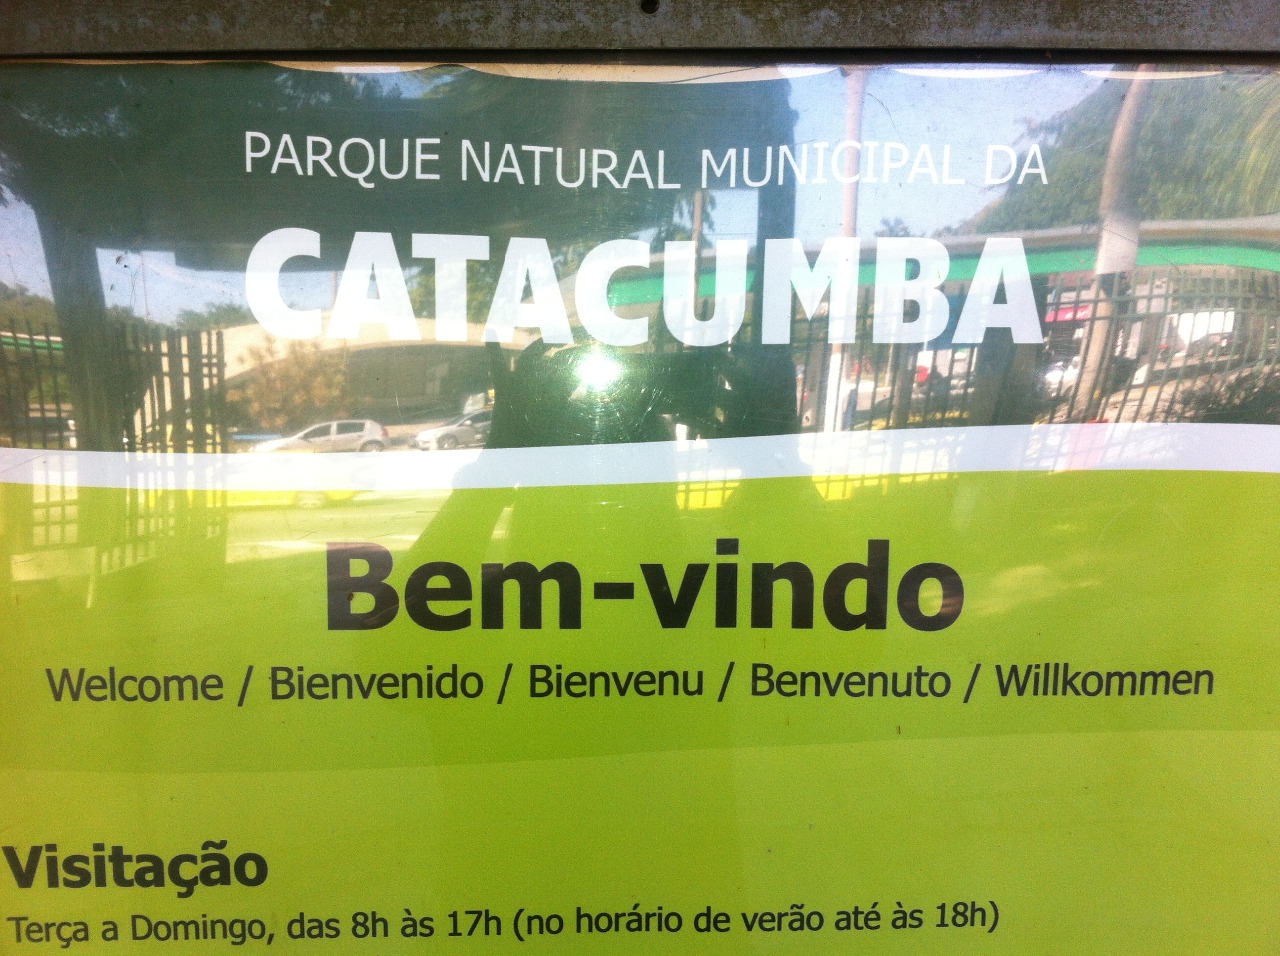 PARQUE NATURAL MUNICIPAL DA
CATACUMBA
Bem-vindo
Welcome / Bienvenido / Bienvenu / Benvenuto / Willkommen
Visitação
Terça a Domingo, das 8h às 17h (no horário de verão até às 18h)